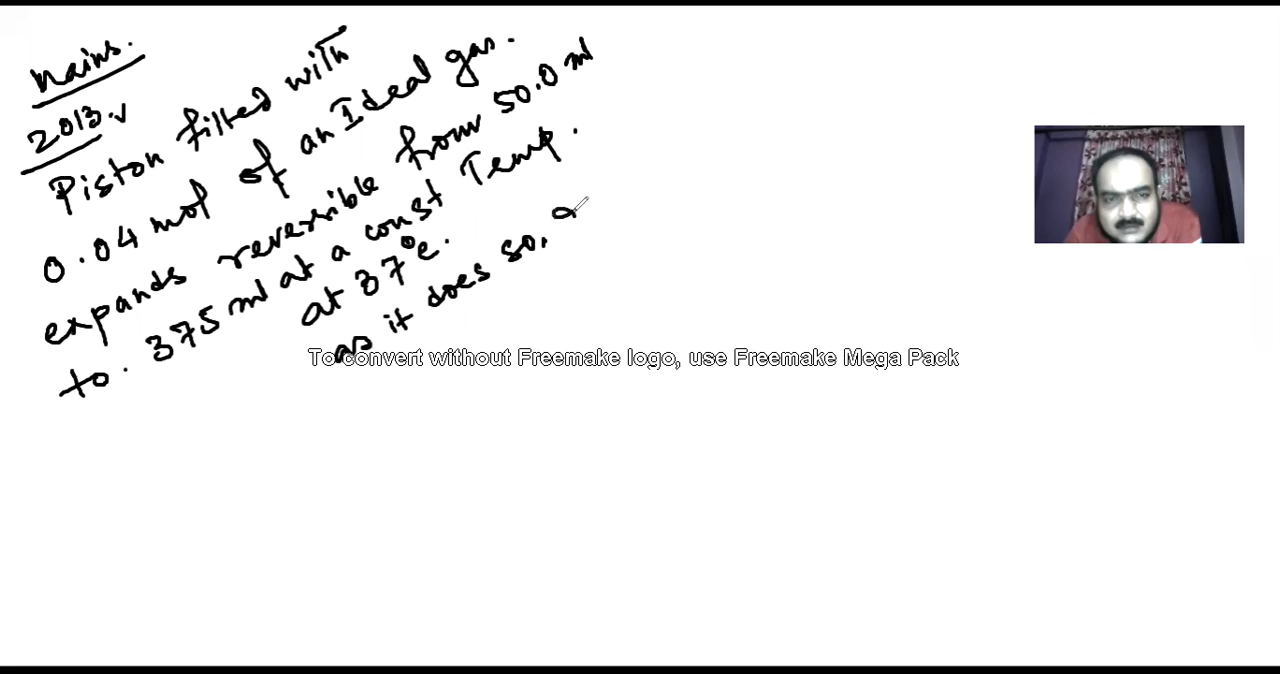 Mains.
2013.
Piston filled with
0.04 mol of an Ideal gas.
expands reversible from 50.0 ml
to. 375 ml at a const Temp.
at 37°c.
as it does so,
To convert without Freemake logo, use Freemake Mega Pack